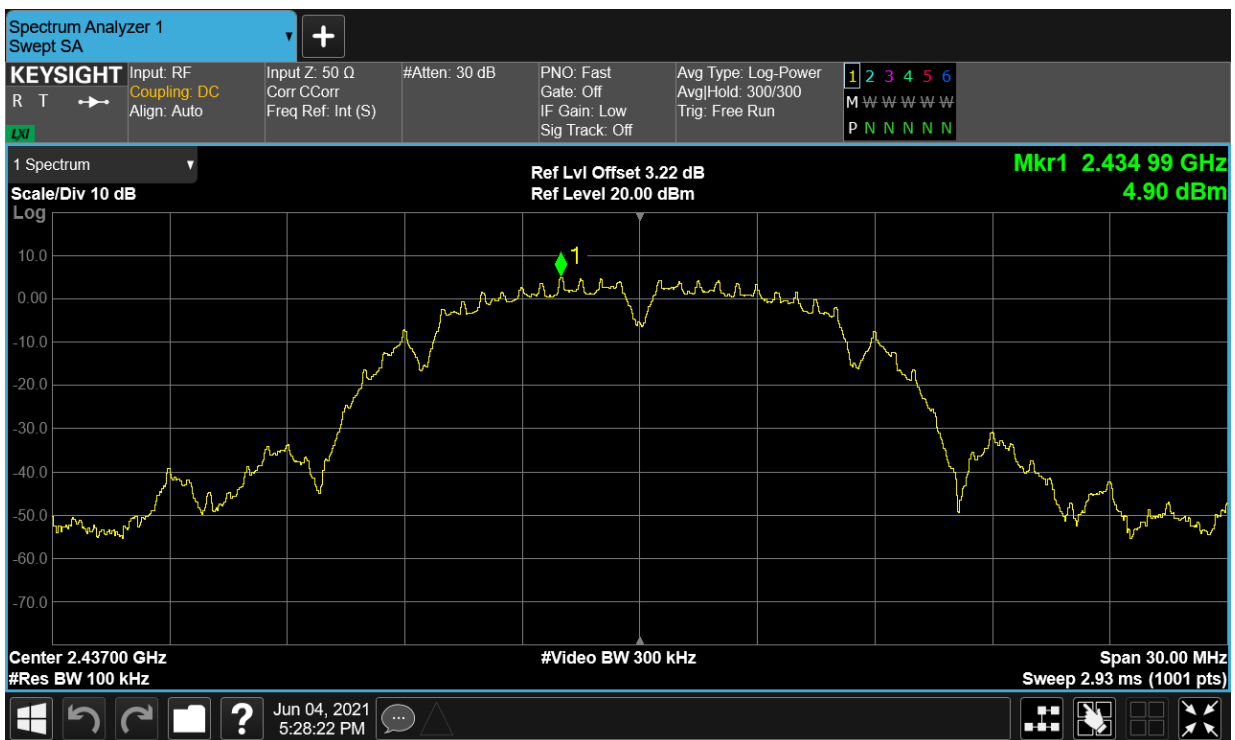 Spectrum Analyzer 1
Swept SA
KEYSIGHT
R T
LXI
Input: RF
Coupling: DC
Align: Auto
Input Z: 50 Ω
Corr CCorr
Freq Ref: Int (S)
#Atten: 30 dB
PNO: Fast
Gate: Off
IF Gain: Low
Sig Track: Off
Avg Type: Log-Power
Avg|Hold: 300/300
Trig: Free Run
1 2 3 4 5 6
M W W W W W
P N N N N N
1 Spectrum
Scale/Div 10 dB
Ref Lvl Offset 3.22 dB
Ref Level 20.00 dBm
Mkr1 2.434 99 GHz
4.90 dBm
Log
1
10.0
0.00
-10.0
-20.0
-30.0
-40.0
-50.0
-60.0
-70.0
Center 2.43700 GHz
#Res BW 100 kHz
#Video BW 300 kHz
Span 30.00 MHz
Sweep 2.93 ms (1001 pts)
?
Jun 04, 2021
5:28:22 PM